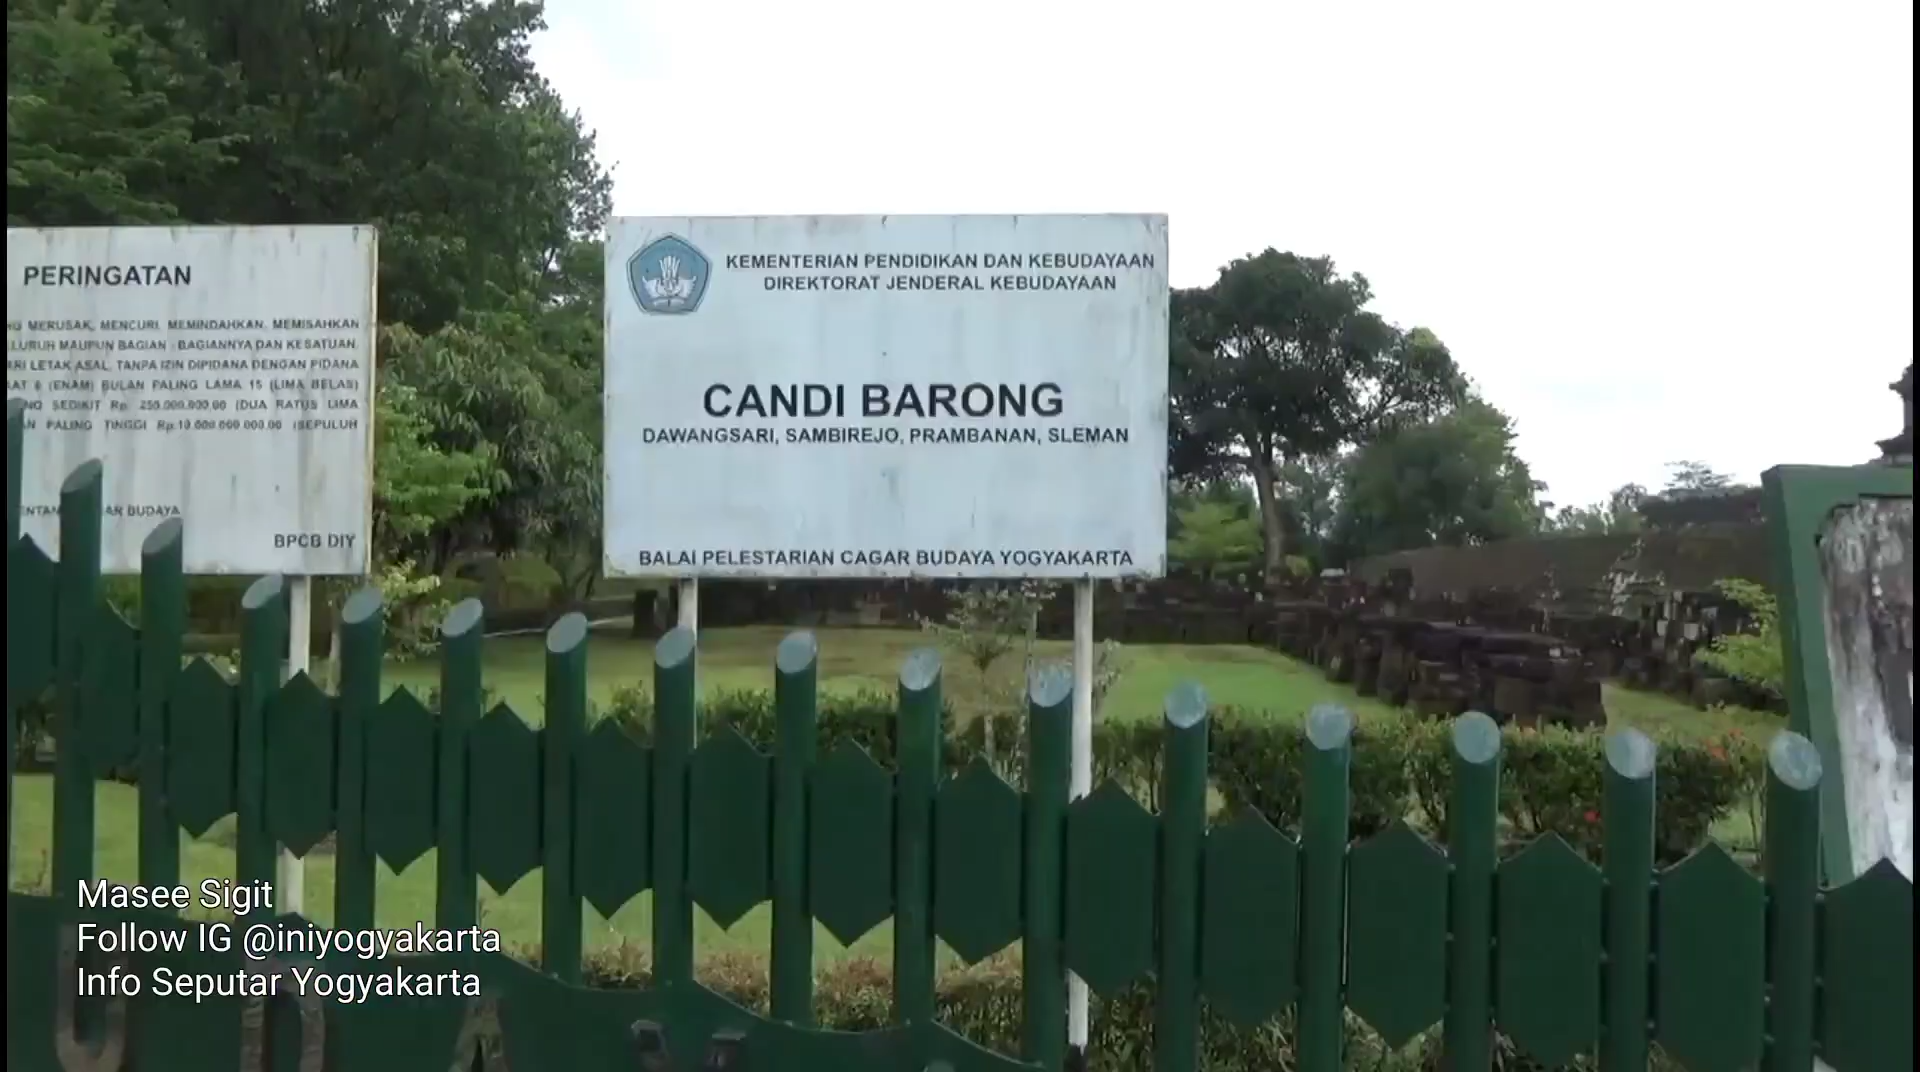 PERINGATAN
MERUSAK, MENCURI, MEMINDAHKAN, MEMISAHKAN
MAUPUN BAGIAN - BAGIANNYA DAN KESATUAN,
LETAK ASAL, TANPA IZIN DIPIDANA DENGAN PIDANA
6 (ENAM) BULAN PALING LAMA 15 (LIMA BELAS)
SEDIKIT Rp. 250.000.000.00 (DUA RATUS LIMA
PALING TINGGI Rp.10.000.000.000.00 (SEPULUH
BUDAYA
BPCB DIY
KEMENTERIAN PENDIDIKAN DAN KEBUDAYAAN
DIREKTORAT JENDERAL KEBUDAYAAN
CANDI BARONG
DAWANGSARI, SAMBIREJO, PRAMBANAN, SLEMAN
BALAI PELESTARIAN CAGAR BUDAYA YOGYAKARTA
Masee Sigit
Follow IG @iniyogyakarta
Info Seputar Yogyakarta